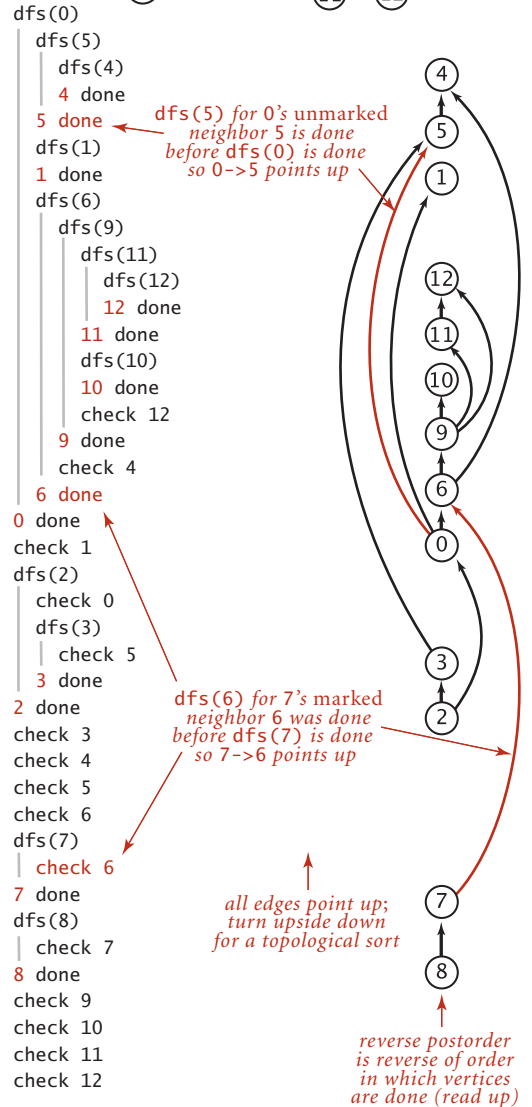 dfs(0)
dfs(5)
dfs(4)
4 done
5 done
dfs(1)
1 done
dfs(6)
dfs(9)
dfs(11)
dfs(12)
12 done
11 done
dfs(10)
10 done
check 12
9 done
check 4
6 done
0 done
check 1
dfs(2)
check 0
dfs(3)
check 5
3 done
2 done
check 3
check 4
check 5
check 6
dfs(7)
check 6
7 done
dfs(8)
check 7
8 done
check 9
check 10
check 11
check 12
dfs(5) for 0's unmarked
neighbor 5 is done
before dfs(0) is done
so 0->5 points up
dfs(6) for 7's marked
neighbor 6 was done
before dfs(7) is done
so 7->6 points up
all edges point up;
turn upside down
for a topological sort
4
5
1
12
11
10
9
6
0
3
2
7
8
reverse postorder
is reverse of order
in which vertices
are done (read up)